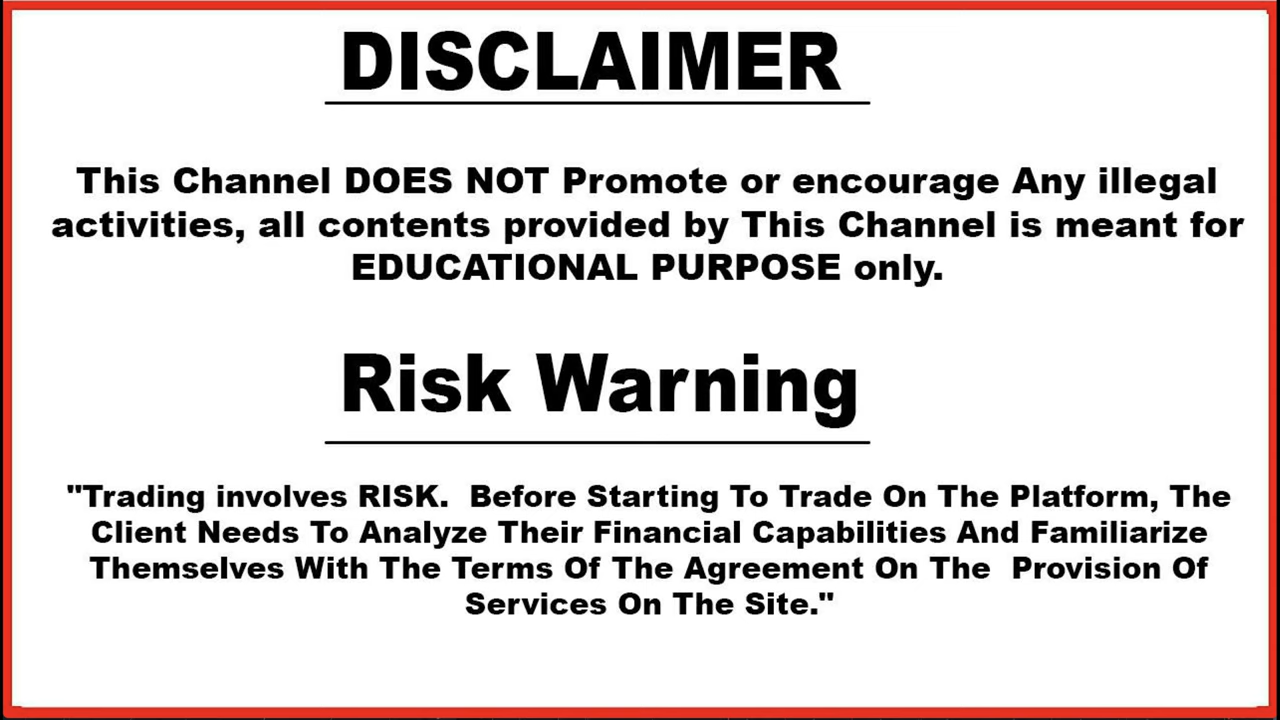 DISCLAIMER
This Channel DOES NOT Promote or encourage Any illegal
activities, all contents provided by This Channel is meant for
EDUCATIONAL PURPOSE only.
Risk Warning
"Trading involves RISK.  Before Starting To Trade On The Platform, The
Client Needs To Analyze Their Financial Capabilities And Familiarize
Themselves With The Terms Of The Agreement On The  Provision Of
Services On The Site."